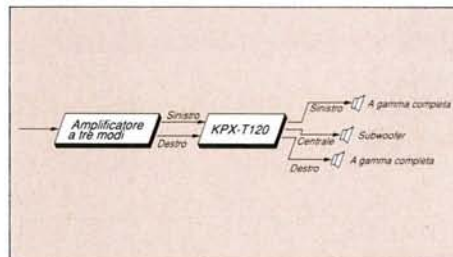 Amplificatore
a tre modi
Sinistro
Destro
KPX-T120
Sinistro
A gamma completa
Centrale
Subwoofer
Destro
A gamma completa